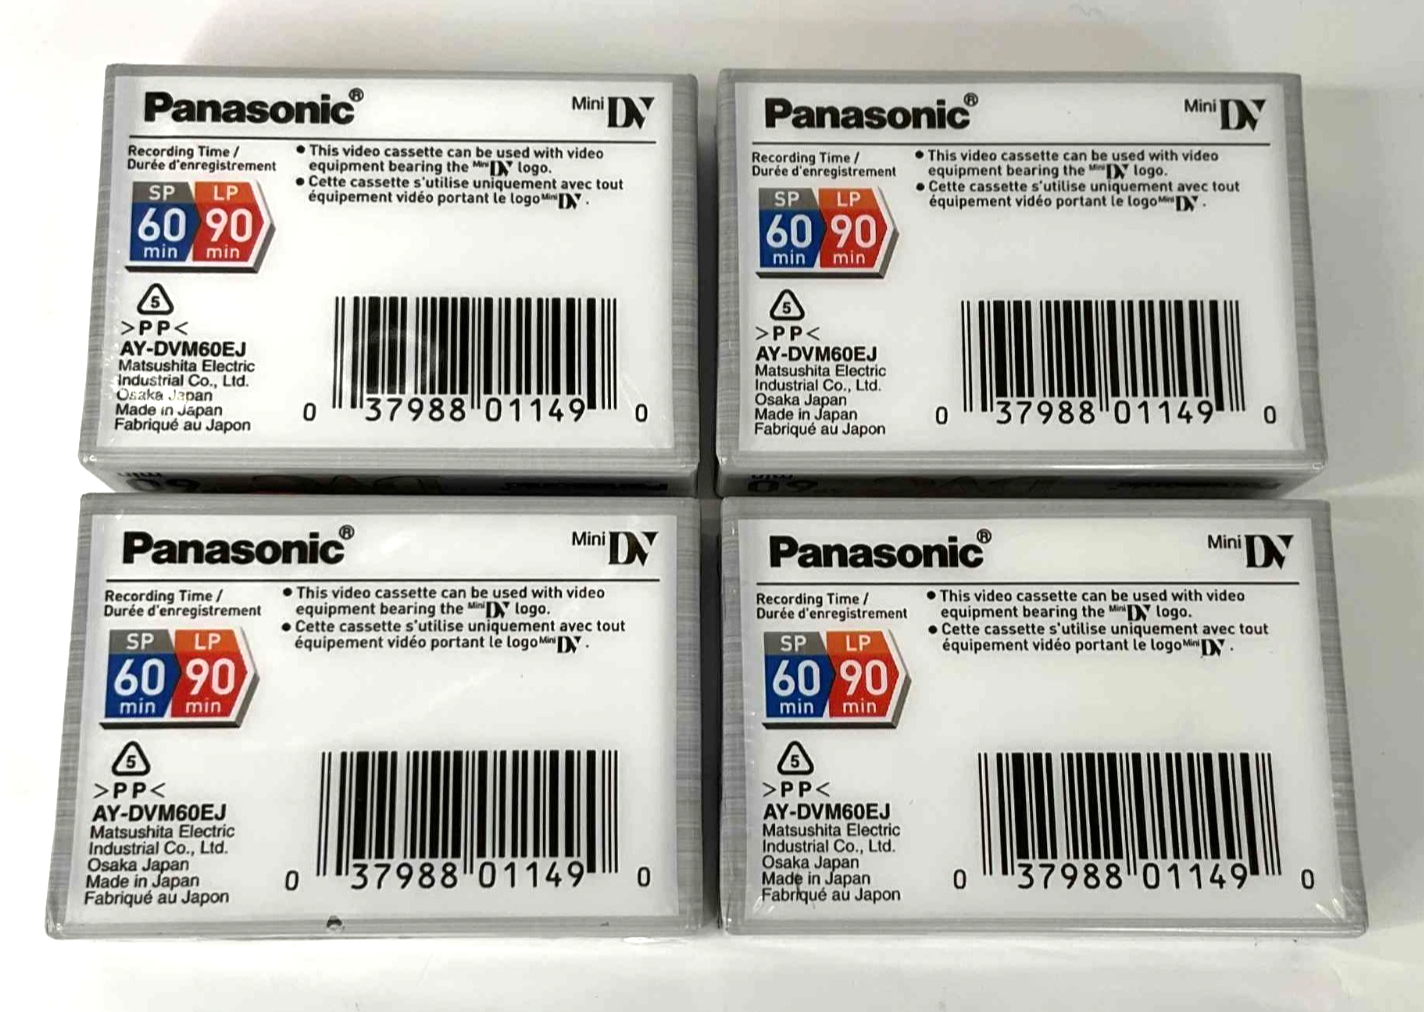 Panasonic®
Mini DV
Recording Time /
Durée d'enregistrement
SP LP
60 90
min min
• This video cassette can be used with video
equipment bearing the Mini DV logo.
• Cette cassette s'utilise uniquement avec tout
équipement vidéo portant le logo Mini DV .
5
>PP<
AY-DVM60EJ
Matsushita Electric
Industrial Co., Ltd.
Osaka Japan
Made in Japan
Fabriqué au Japon
0 37988 01149 0
Panasonic®
Mini DV
Recording Time /
Durée d'enregistrement
SP LP
60 90
min min
• This video cassette can be used with video
equipment bearing the Mini DV logo.
• Cette cassette s'utilise uniquement avec tout
équipement vidéo portant le logo Mini DV .
5
>PP<
AY-DVM60EJ
Matsushita Electric
Industrial Co., Ltd.
Osaka Japan
Made in Japan
Fabriqué au Japon
0 37988 01149 0
Panasonic®
Mini DV
Recording Time /
Durée d'enregistrement
SP LP
60 90
min min
• This video cassette can be used with video
equipment bearing the Mini DV logo.
• Cette cassette s'utilise uniquement avec tout
équipement vidéo portant le logo Mini DV .
5
>PP<
AY-DVM60EJ
Matsushita Electric
Industrial Co., Ltd.
Osaka Japan
Made in Japan
Fabriqué au Japon
0 37988 01149 0
Panasonic®
Mini DV
Recording Time /
Durée d'enregistrement
SP LP
60 90
min min
• This video cassette can be used with video
equipment bearing the Mini DV logo.
• Cette cassette s'utilise uniquement avec tout
équipement vidéo portant le logo Mini DV .
5
>PP<
AY-DVM60EJ
Matsushita Electric
Industrial Co., Ltd.
Osaka Japan
Made in Japan
Fabriqué au Japon
0 37988 01149 0